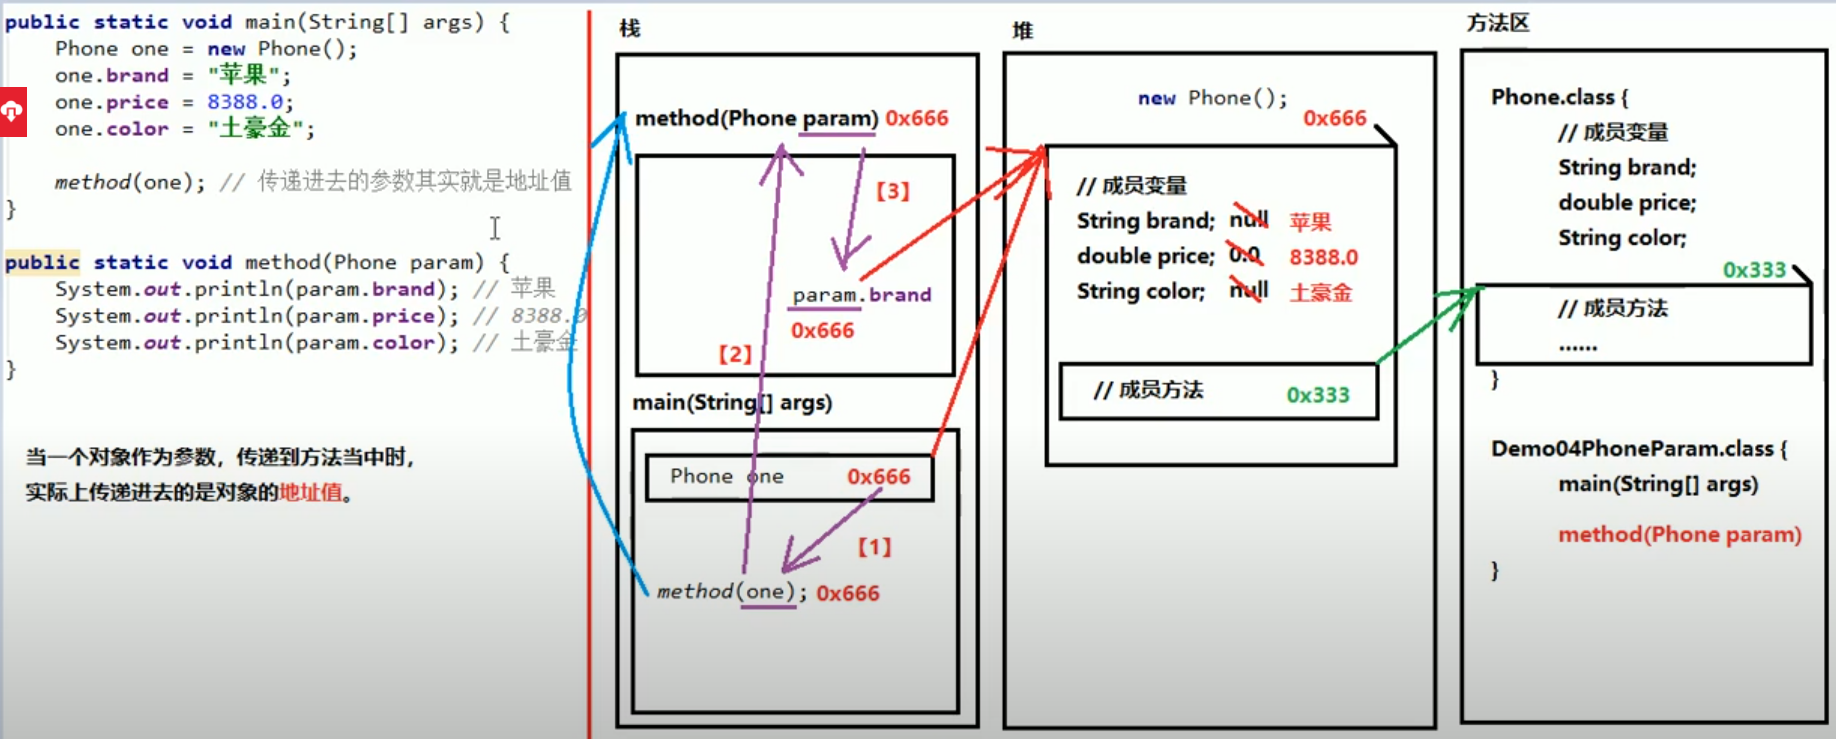 public static void main(String[] args) {
Phone one = new Phone();
one.brand = "苹果";
one.price = 8388.0;
one.color = "土豪金";
method(one); // 传递进去的参数其实就是地址值
}
public static void method(Phone param) {
System.out.println(param.brand); // 苹果
System.out.println(param.price); // 8388.0
System.out.println(param.color); // 土豪金
}
当一个对象作为参数，传递到方法当中时，
实际上传递进去的是对象的地址值。
栈
method(Phone param) 0x666
【3】
param.brand
0x666
【2】
main(String[] args)
Phone one 0x666
【1】
method(one); 0x666
堆
new Phone();
0x666
// 成员变量
String brand; null 苹果
double price; 0.0 8388.0
String color; null 土豪金
// 成员方法 0x333
方法区
Phone.class {
// 成员变量
String brand;
double price;
String color;
0x333
// 成员方法
......
}
Demo04PhoneParam.class {
main(String[] args)
method(Phone param)
}